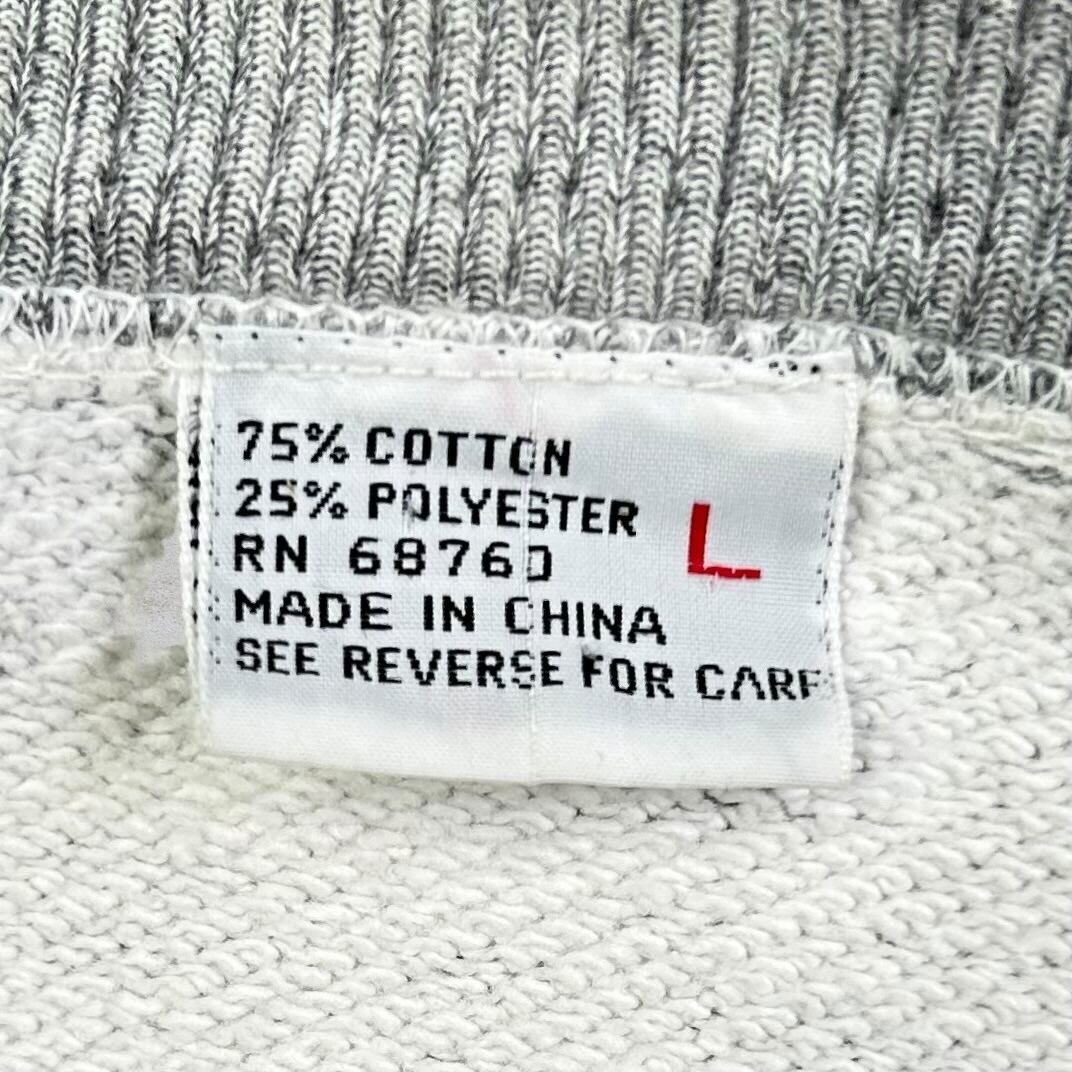 75% COTTON
25% POLYESTER
L
RN 68760
MADE IN CHINA
SEE REVERSE FOR CARE